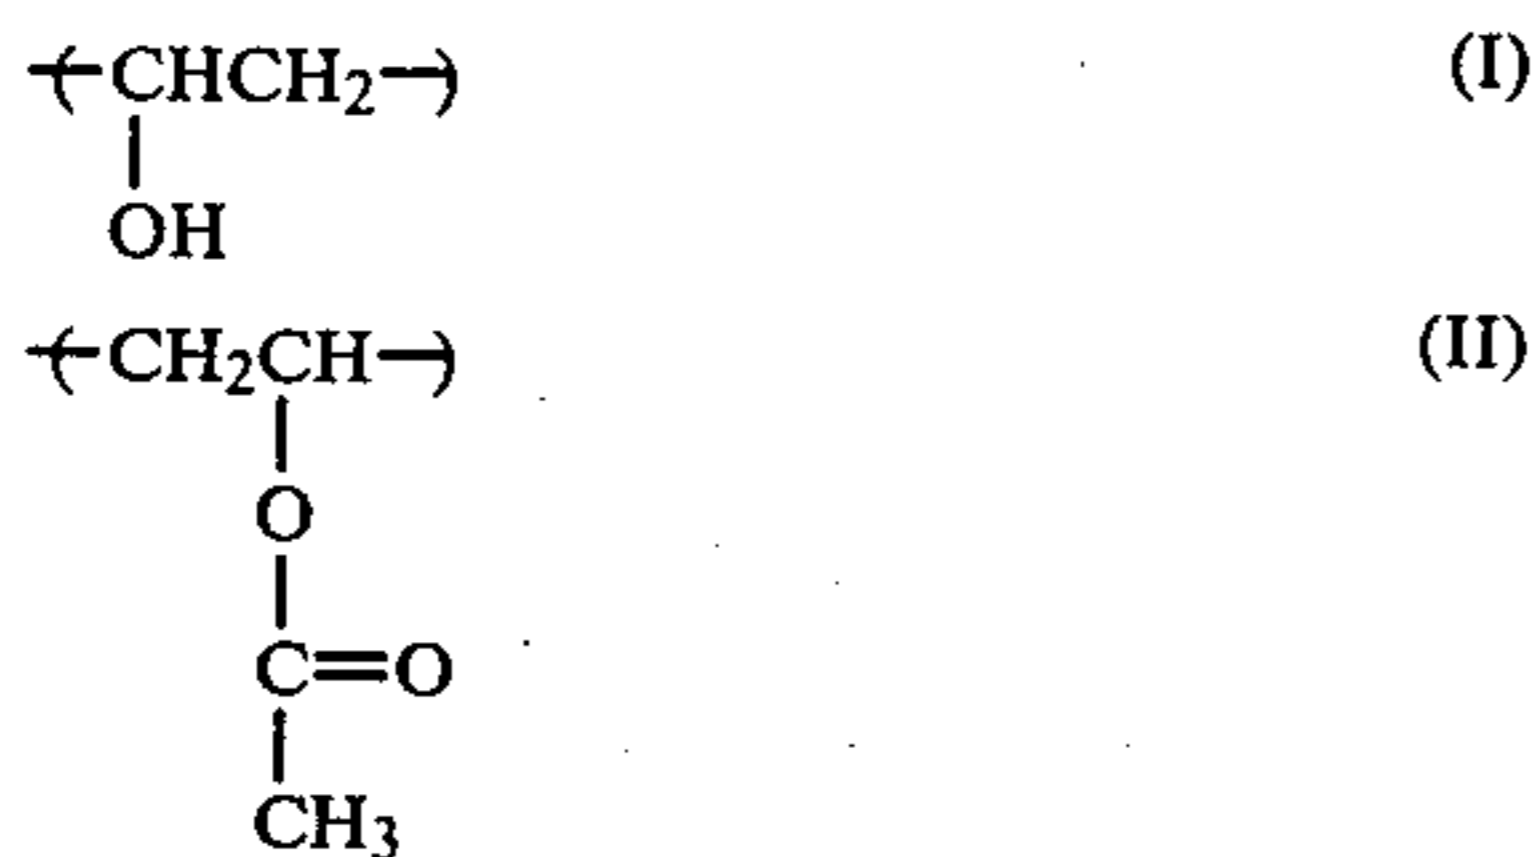 -(-CHCH₂-)- (I)
OH
-(-CH₂CH-)- (II)
O
C=O
CH₃